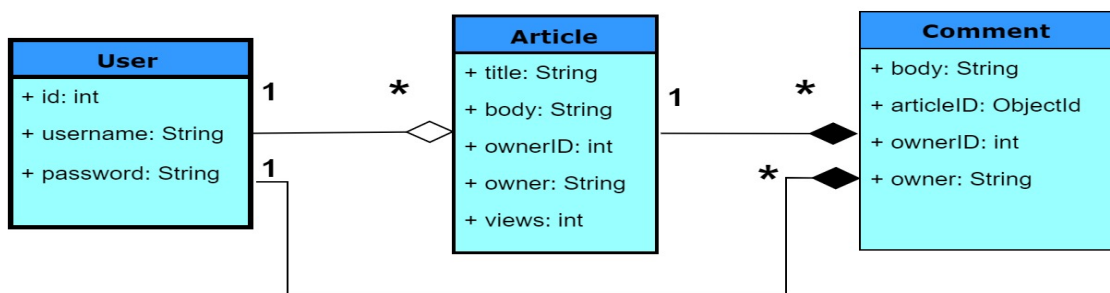 User
+ id: int
+ username: String
+ password: String
1
*
1
Article
+ title: String
+ body: String
+ ownerID: int
+ owner: String
+ views: int
1
*
*
Comment
+ body: String
+ articleID: ObjectId
+ ownerID: int
+ owner: String